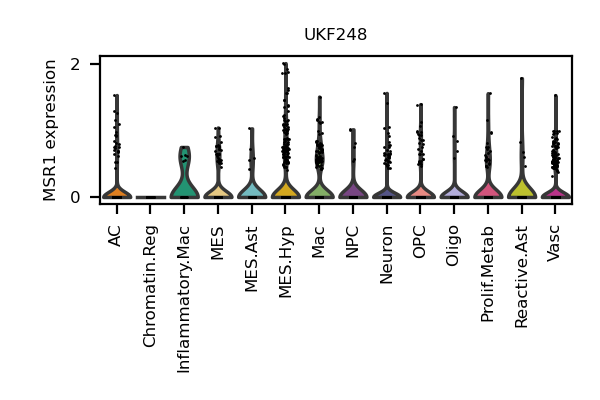 UKF248
MSR1 expression
2
0
AC
Chromatin.Reg
Inflammatory.Mac
MES
MES.Ast
MES.Hyp
Mac
NPC
Neuron
OPC
Oligo
Prolif.Metab
Reactive.Ast
Vasc